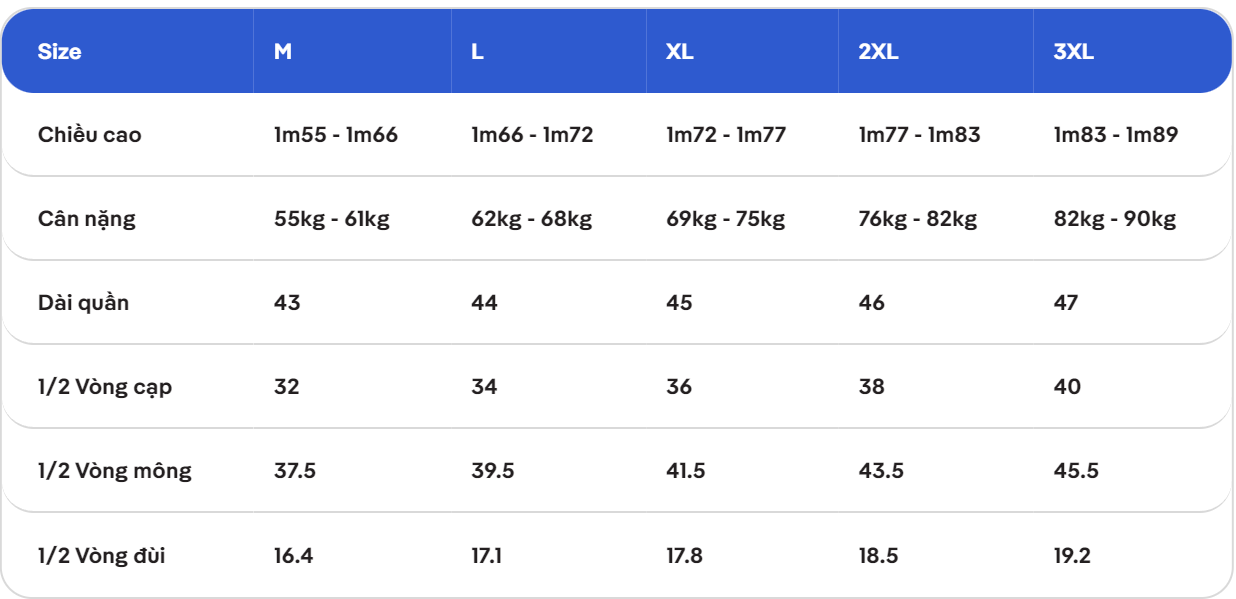 Size M L XL 2XL 3XL
Chiều cao 1m55 - 1m66 1m66 - 1m72 1m72 - 1m77 1m77 - 1m83 1m83 - 1m89
Cân nặng 55kg - 61kg 62kg - 68kg 69kg - 75kg 76kg - 82kg 82kg - 90kg
Dài quần 43 44 45 46 47
1/2 Vòng cạp 32 34 36 38 40
1/2 Vòng mông 37.5 39.5 41.5 43.5 45.5
1/2 Vòng đùi 16.4 17.1 17.8 18.5 19.2